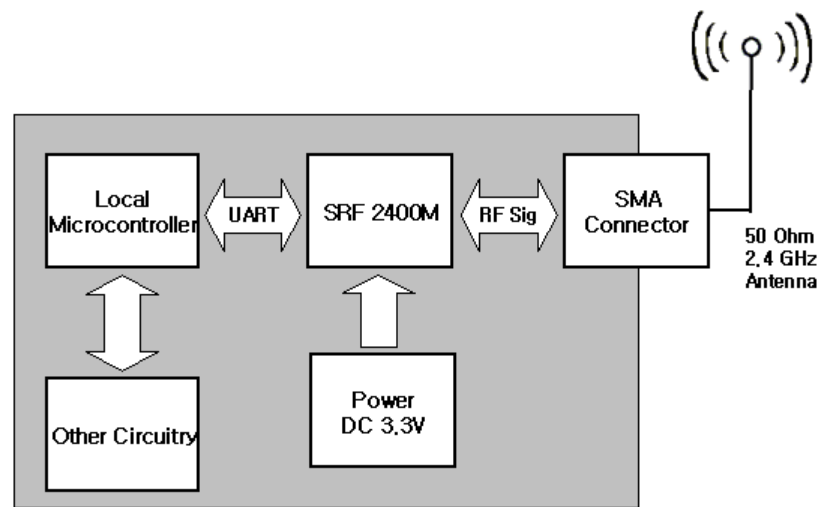 Local
Microcontroller
UART
SRF 2400M
RF Sig
SMA
Connector
50 Ohm
2.4 GHz
Antenna
Other Circuitry
Power
DC 3.3V